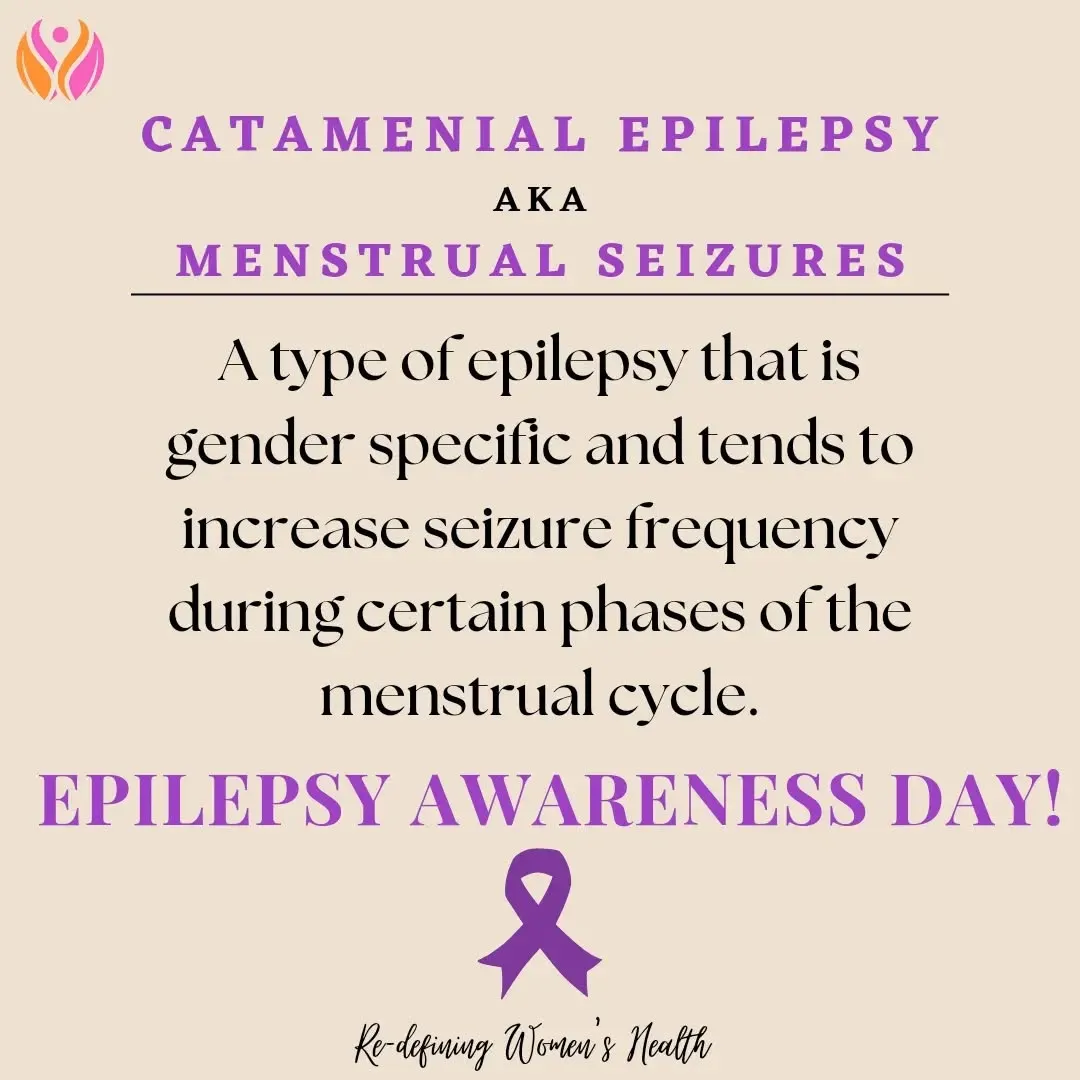 CATAMENIAL EPILEPSY
AKA
MENSTRUAL SEIZURES
A type of epilepsy that is
gender specific and tends to
increase seizure frequency
during certain phases of the
menstrual cycle.
EPILEPSY AWARENESS DAY!
Re-defining Women's Health